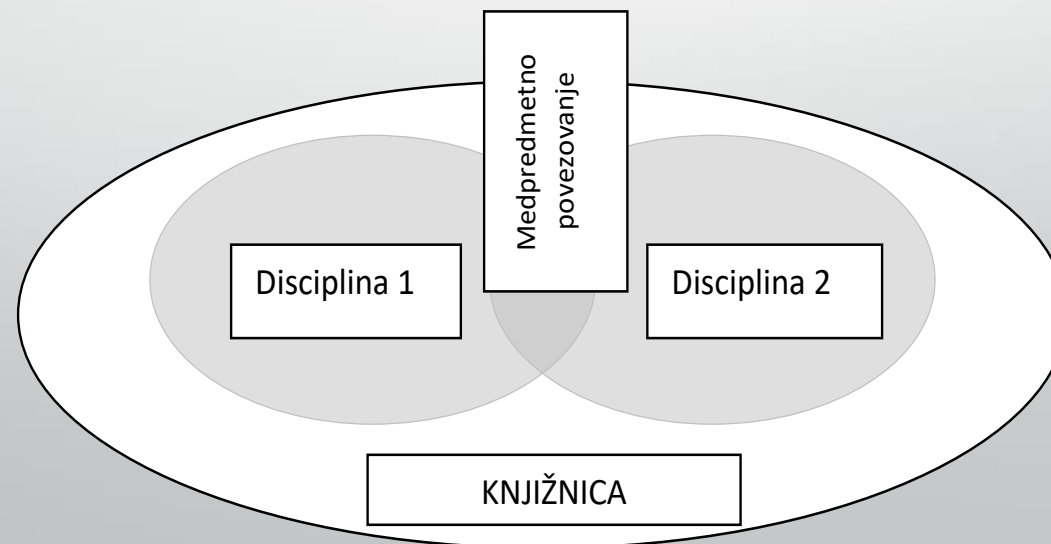 Medpredmetno
povezovanje
Disciplina 1
Disciplina 2
KNJIŽNICA